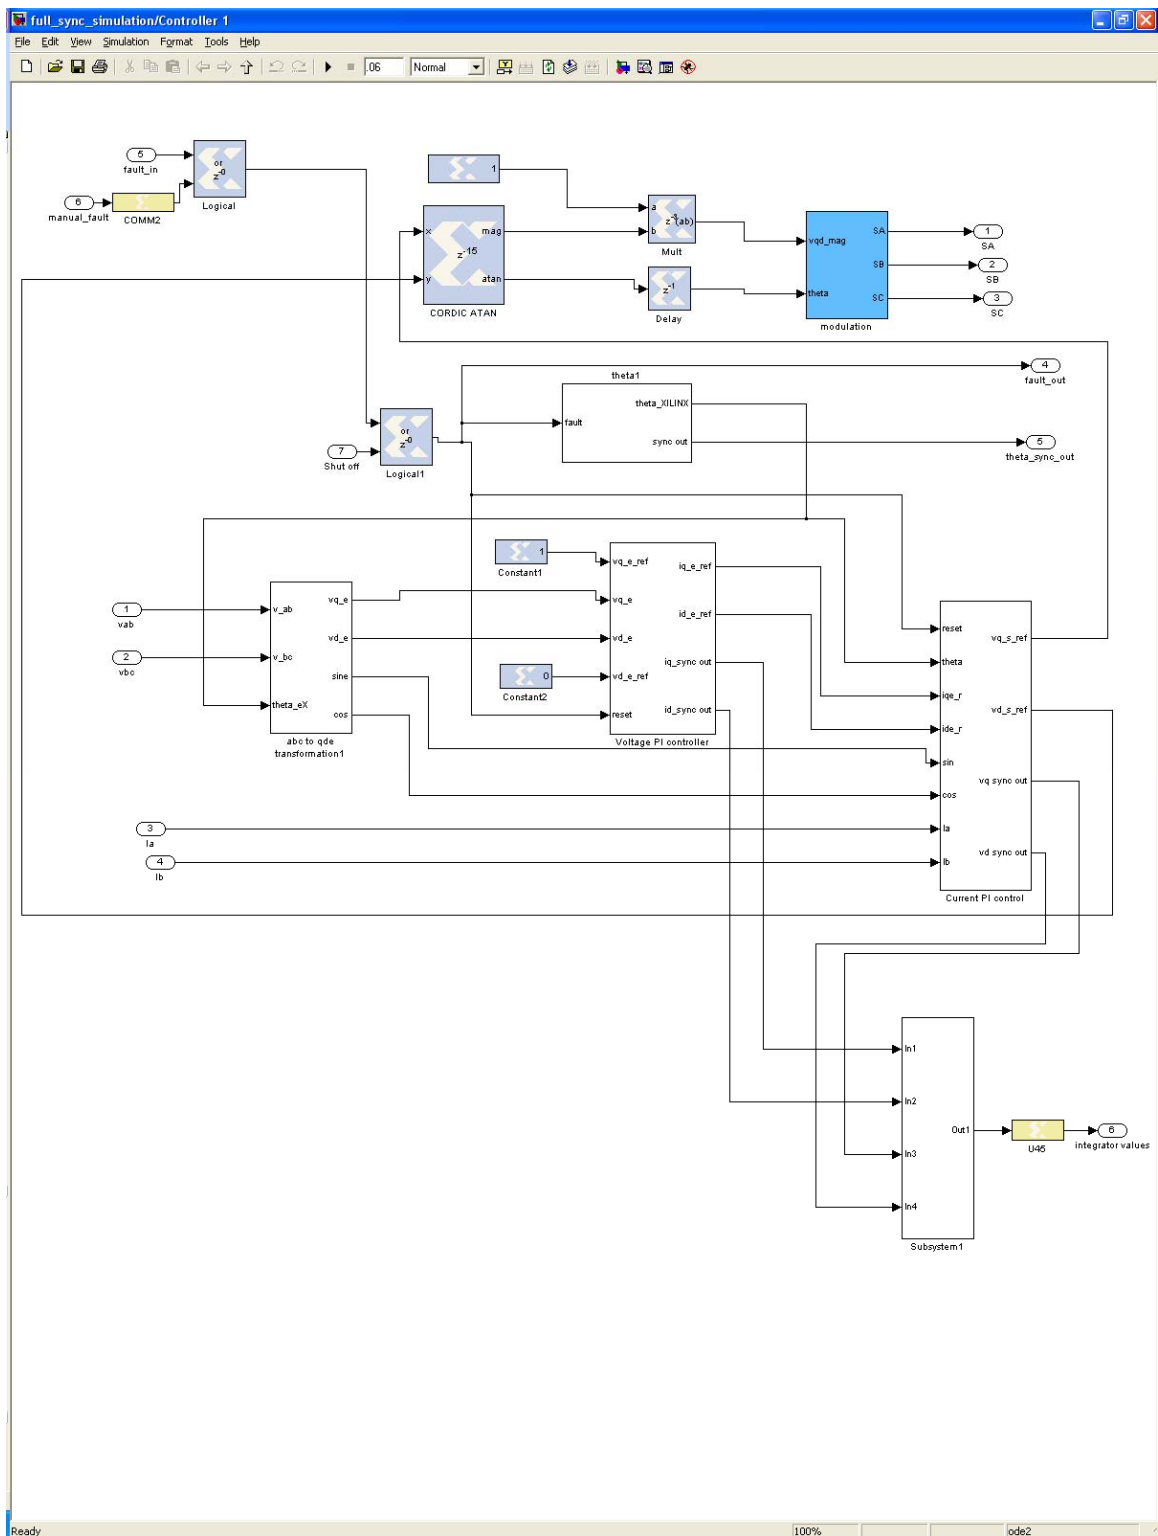 full_sync_simulation/Controller 1
File Edit View Simulation Format Tools Help
.06 Normal
5
fault_in
6
manual_fault
COMM2
or
z⁻⁰
Logical
1
x
y
mag
atan
z⁻¹⁵
CORDIC ATAN
a
b
z⁻³(ab)
Mult
z⁻¹
Delay
vqd_mag
theta
SA
SB
SC
modulation
1
SA
2
SB
3
SC
4
fault_out
theta1
fault
theta_XILINX
sync out
5
theta_sync_out
or
z⁻⁰
Logical1
7
Shut off
1
Constant1
0
Constant2
1
vab
2
vbc
v_ab
v_bc
theta_eX
vq_e
vd_e
sine
cos
abc to qde
transformation1
vq_e_ref
vq_e
vd_e
vd_e_ref
reset
iq_e_ref
id_e_ref
iq_sync out
id_sync out
Voltage PI controller
reset
theta
iqe_r
ide_r
sin
cos
Ia
Ib
vq_s_ref
vd_s_ref
vq sync out
vd sync out
Current PI control
3
Ia
4
Ib
In1
In2
In3
In4
Out1
Subsystem1
U45
6
integrator values
Ready 100% ode2